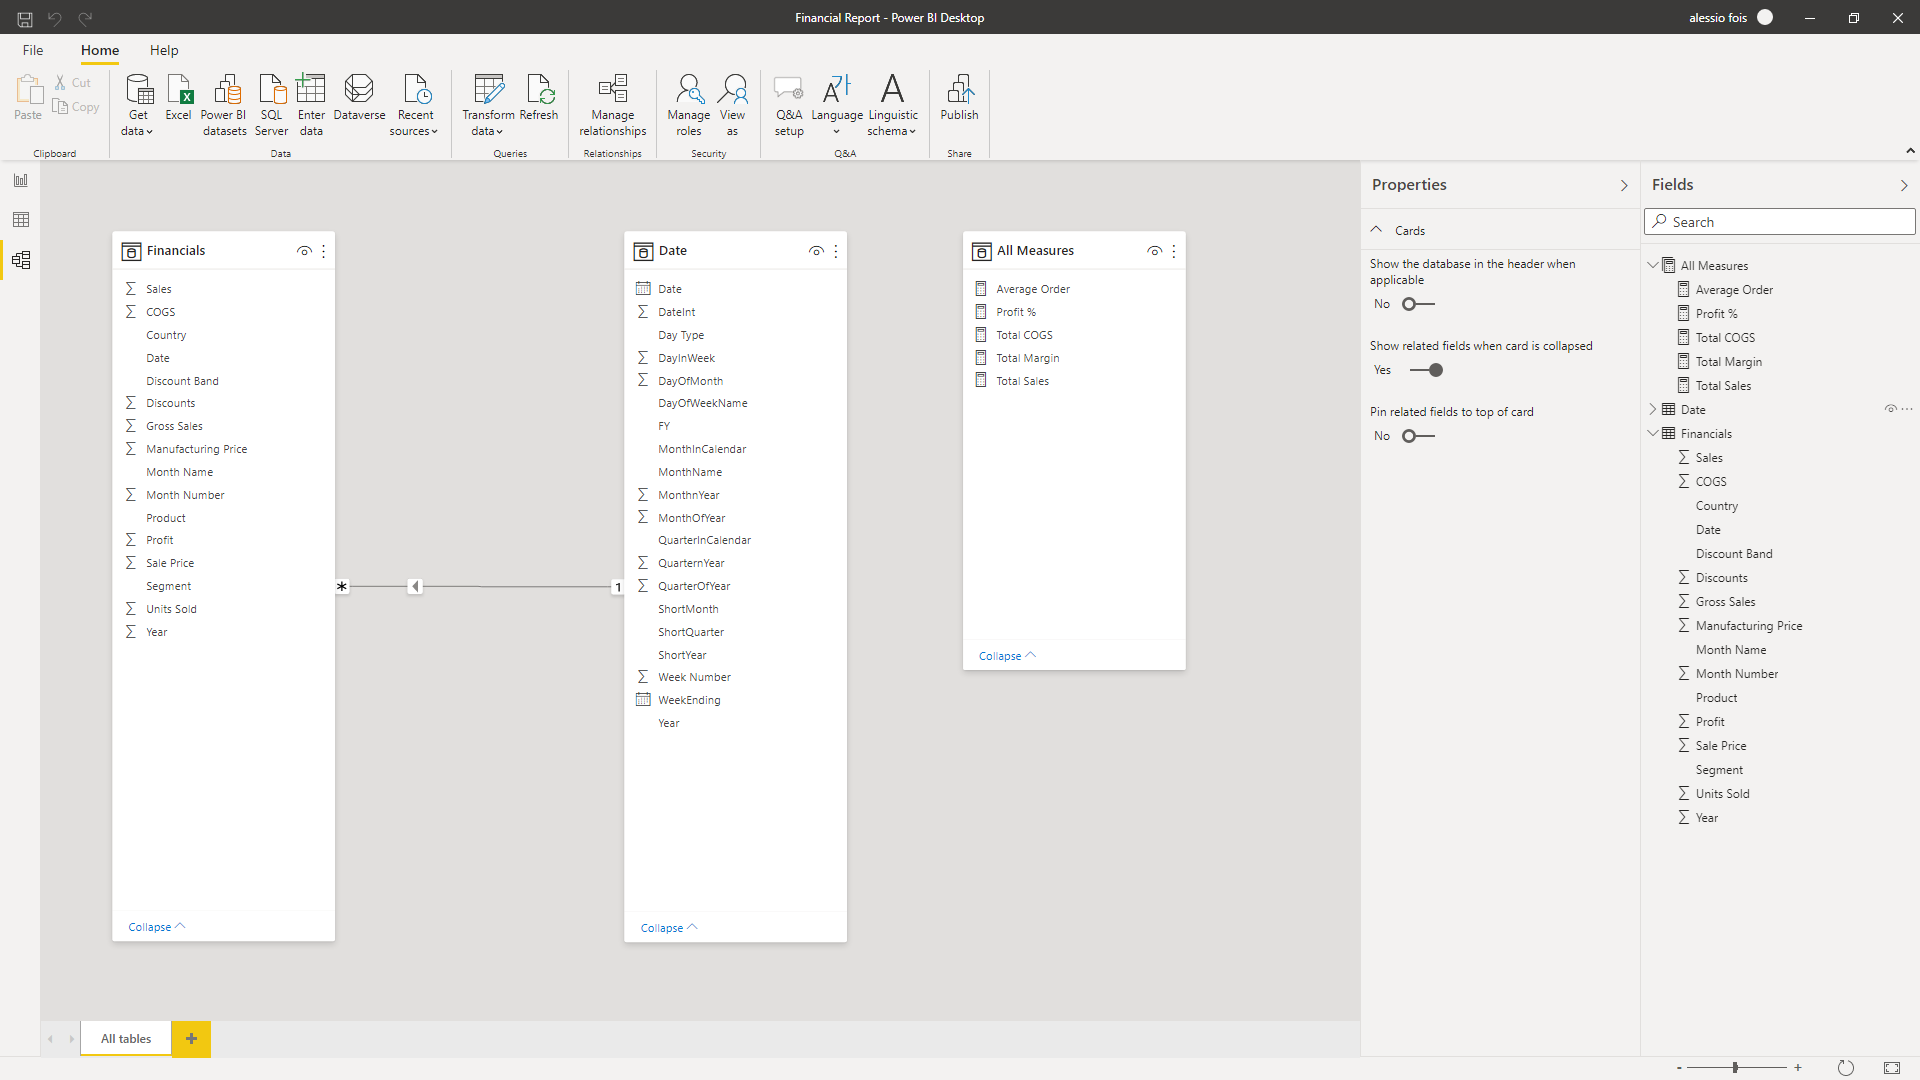 Financial Report - Power BI Desktop
alessio fois
File
Home
Help
Paste
Cut
Copy
Clipboard
Get data
Excel
Power BI datasets
SQL Server
Enter data
Dataverse
Recent sources
Data
Transform data
Refresh
Queries
Manage relationships
Relationships
Manage roles
View as
Security
Q&A setup
Language
Linguistic schema
Q&A
Publish
Share
Financials
Sales
COGS
Country
Date
Discount Band
Discounts
Gross Sales
Manufacturing Price
Month Name
Month Number
Product
Profit
Sale Price
Segment
Units Sold
Year
Collapse
*
1
Date
Date
DateInt
Day Type
DayInWeek
DayOfMonth
DayOfWeekName
FY
MonthInCalendar
MonthName
MonthnYear
MonthOfYear
QuarterInCalendar
QuarternYear
QuarterOfYear
ShortMonth
ShortQuarter
ShortYear
Week Number
WeekEnding
Year
Collapse
All Measures
Average Order
Profit %
Total COGS
Total Margin
Total Sales
Collapse
Properties
Cards
Show the database in the header when
applicable
No
Show related fields when card is collapsed
Yes
Pin related fields to top of card
No
Fields
Search
All Measures
Average Order
Profit %
Total COGS
Total Margin
Total Sales
Date
Financials
Sales
COGS
Country
Date
Discount Band
Discounts
Gross Sales
Manufacturing Price
Month Name
Month Number
Product
Profit
Sale Price
Segment
Units Sold
Year
All tables
+
- +